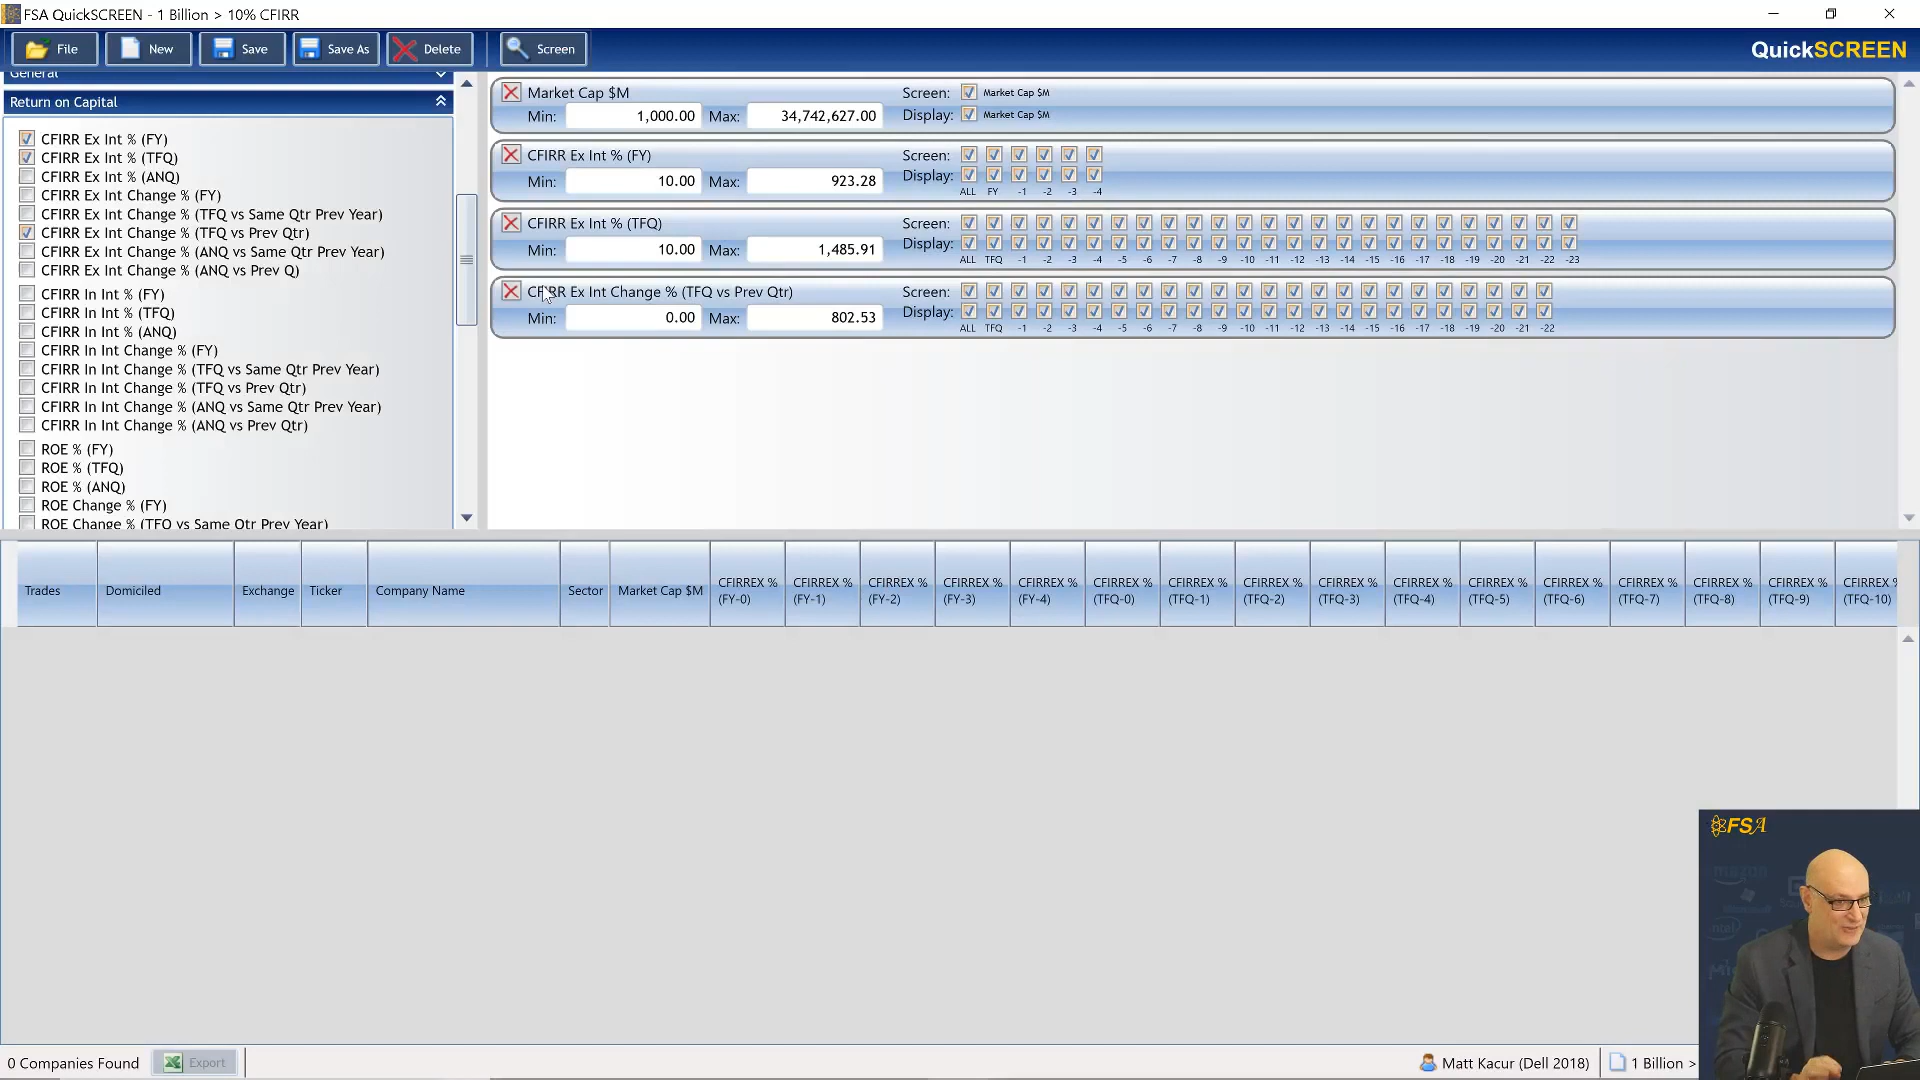 FSA QuickSCREEN - 1 Billion > 10% CFIRR
File New Save Save As Delete Screen QuickSCREEN
General
Return on Capital
CFIRR Ex Int % (FY)
CFIRR Ex Int % (TFQ)
CFIRR Ex Int % (ANQ)
CFIRR Ex Int Change % (FY)
CFIRR Ex Int Change % (TFQ vs Same Qtr Prev Year)
CFIRR Ex Int Change % (TFQ vs Prev Qtr)
CFIRR Ex Int Change % (ANQ vs Same Qtr Prev Year)
CFIRR Ex Int Change % (ANQ vs Prev Q)
CFIRR In Int % (FY)
CFIRR In Int % (TFQ)
CFIRR In Int % (ANQ)
CFIRR In Int Change % (FY)
CFIRR In Int Change % (TFQ vs Same Qtr Prev Year)
CFIRR In Int Change % (TFQ vs Prev Qtr)
CFIRR In Int Change % (ANQ vs Same Qtr Prev Year)
CFIRR In Int Change % (ANQ vs Prev Qtr)
ROE % (FY)
ROE % (TFQ)
ROE % (ANQ)
ROE Change % (FY)
ROE Change % (TFQ vs Same Qtr Prev Year)
Market Cap $M Screen: Market Cap $M
Min: 1,000.00 Max: 34,742,627.00 Display: Market Cap $M
CFIRR Ex Int % (FY) Screen:
Min: 10.00 Max: 923.28 Display:
ALL FY -1 -2 -3 -4
CFIRR Ex Int % (TFQ) Screen:
Min: 10.00 Max: 1,485.91 Display:
ALL TFQ -1 -2 -3 -4 -5 -6 -7 -8 -9 -10 -11 -12 -13 -14 -15 -16 -17 -18 -19 -20 -21 -22 -23
CFIRR Ex Int Change % (TFQ vs Prev Qtr) Screen:
Min: 0.00 Max: 802.53 Display:
ALL TFQ -1 -2 -3 -4 -5 -6 -7 -8 -9 -10 -11 -12 -13 -14 -15 -16 -17 -18 -19 -20 -21 -22
Trades Domiciled Exchange Ticker Company Name Sector Market Cap $M CFIRREX % (FY-0) CFIRREX % (FY-1) CFIRREX % (FY-2) CFIRREX % (FY-3) CFIRREX % (FY-4) CFIRREX % (TFQ-0) CFIRREX % (TFQ-1) CFIRREX % (TFQ-2) CFIRREX % (TFQ-3) CFIRREX % (TFQ-4) CFIRREX % (TFQ-5) CFIRREX % (TFQ-6) CFIRREX % (TFQ-7) CFIRREX % (TFQ-8) CFIRREX % (TFQ-9) CFIRREX % (TFQ-10)
FSA
amazon
0 Companies Found Export Matt Kacur (Dell 2018) 1 Billion >